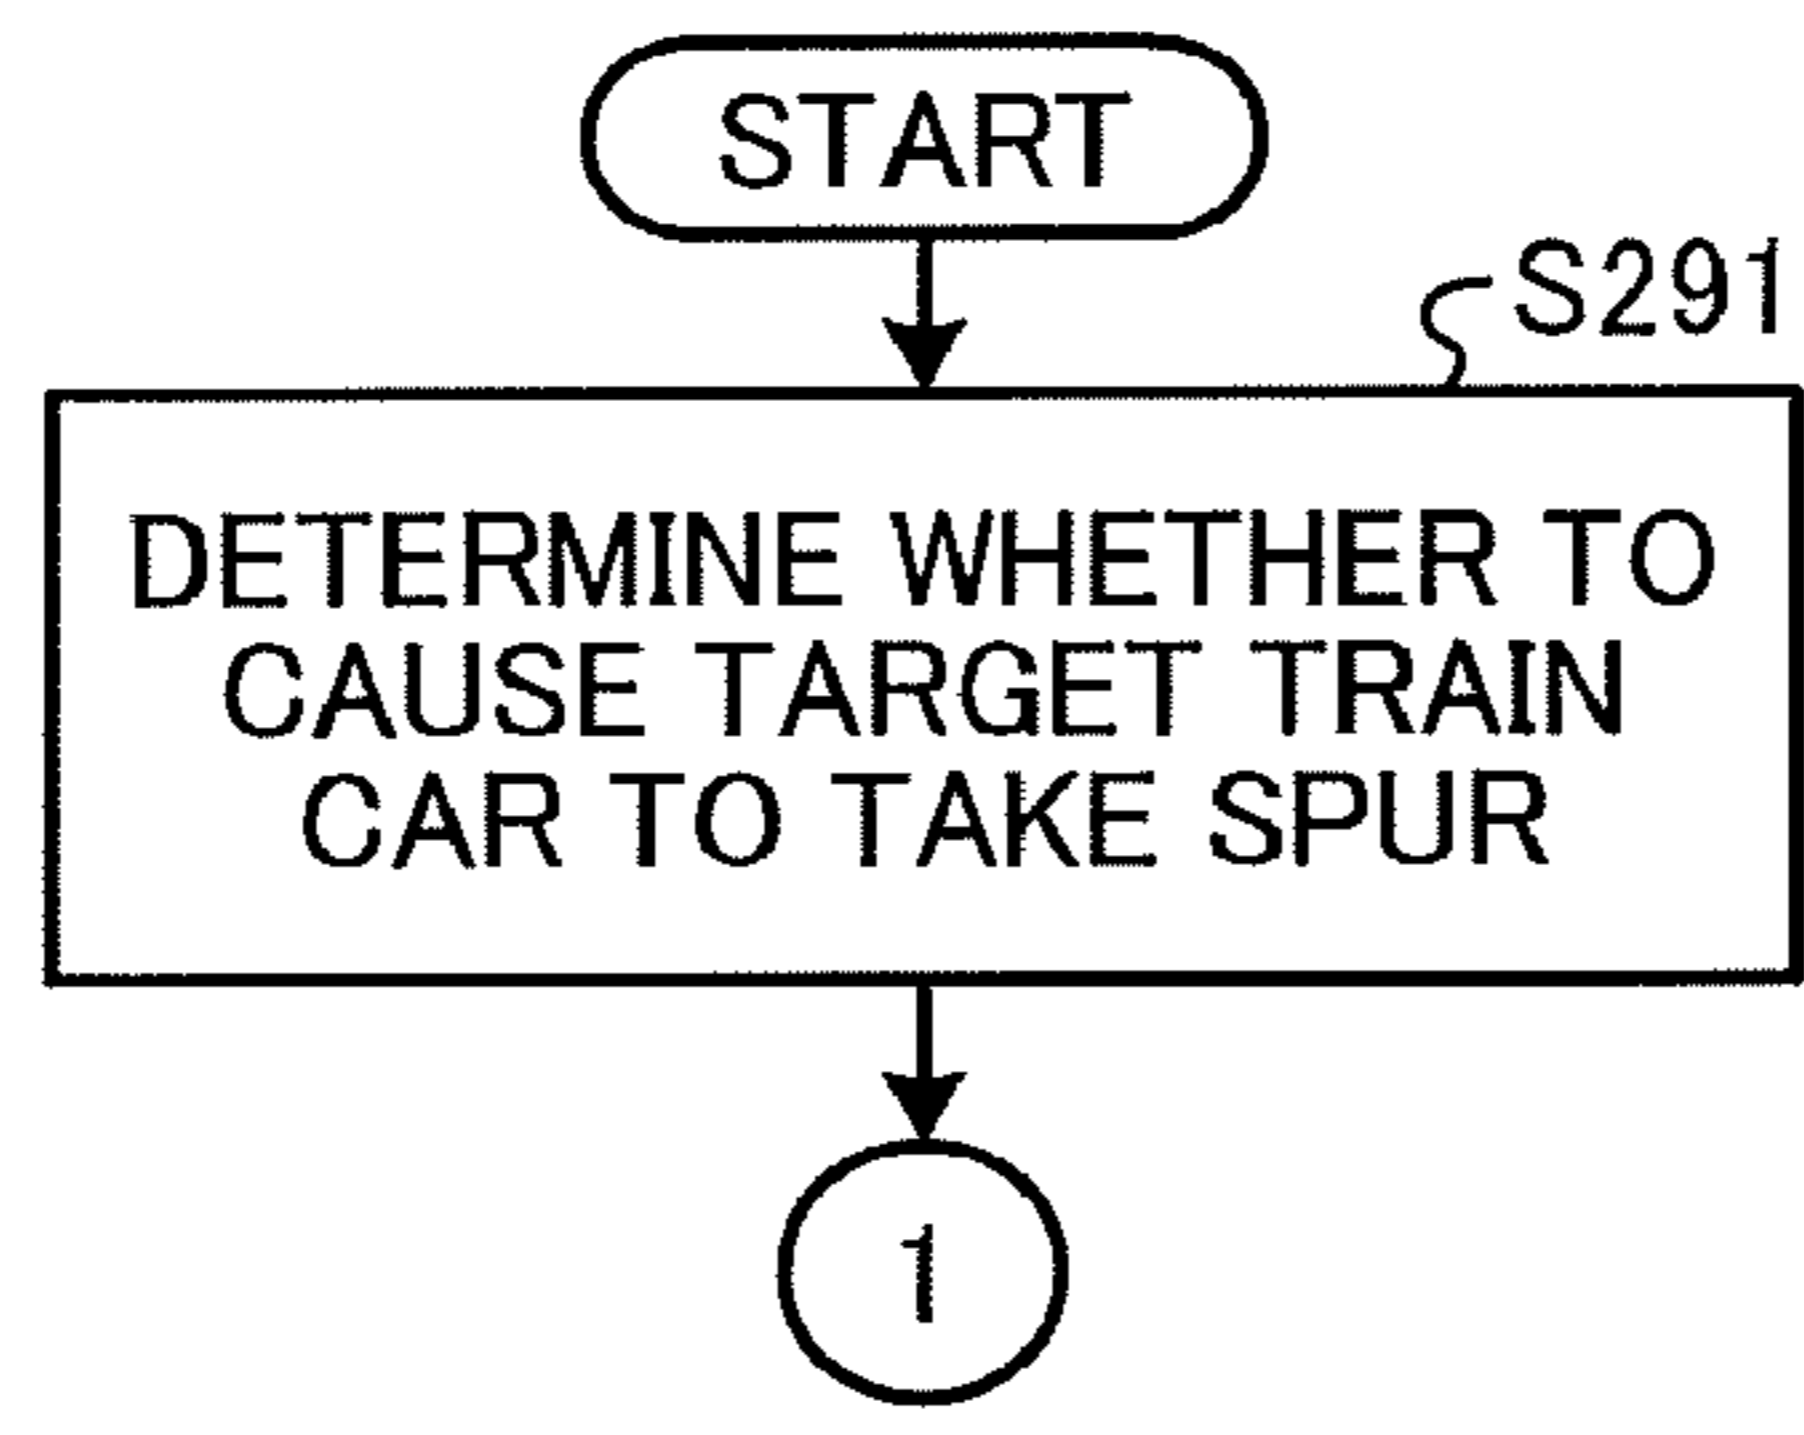 START
S291
DETERMINE WHETHER TO
CAUSE TARGET TRAIN
CAR TO TAKE SPUR
1